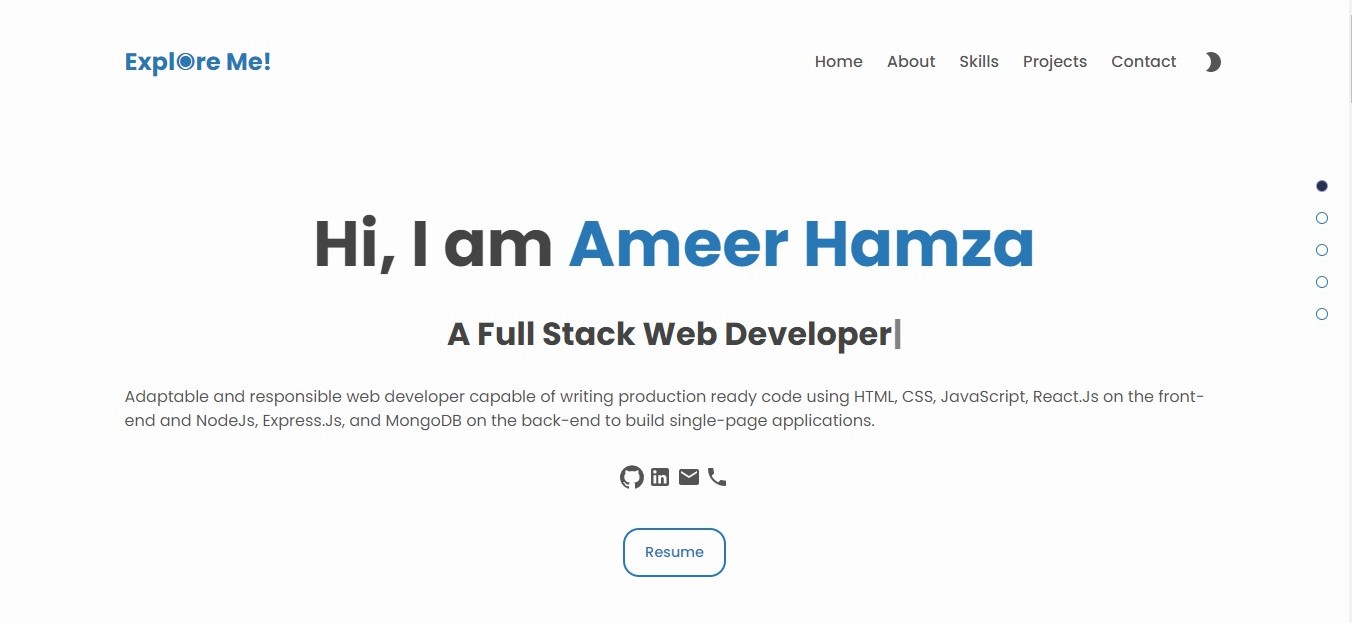 Explore Me!
Home About Skills Projects Contact
Hi, I am Ameer Hamza
A Full Stack Web Developer|
Adaptable and responsible web developer capable of writing production ready code using HTML, CSS, JavaScript, React.Js on the front-
end and NodeJs, Express.Js, and MongoDB on the back-end to build single-page applications.
in
Resume